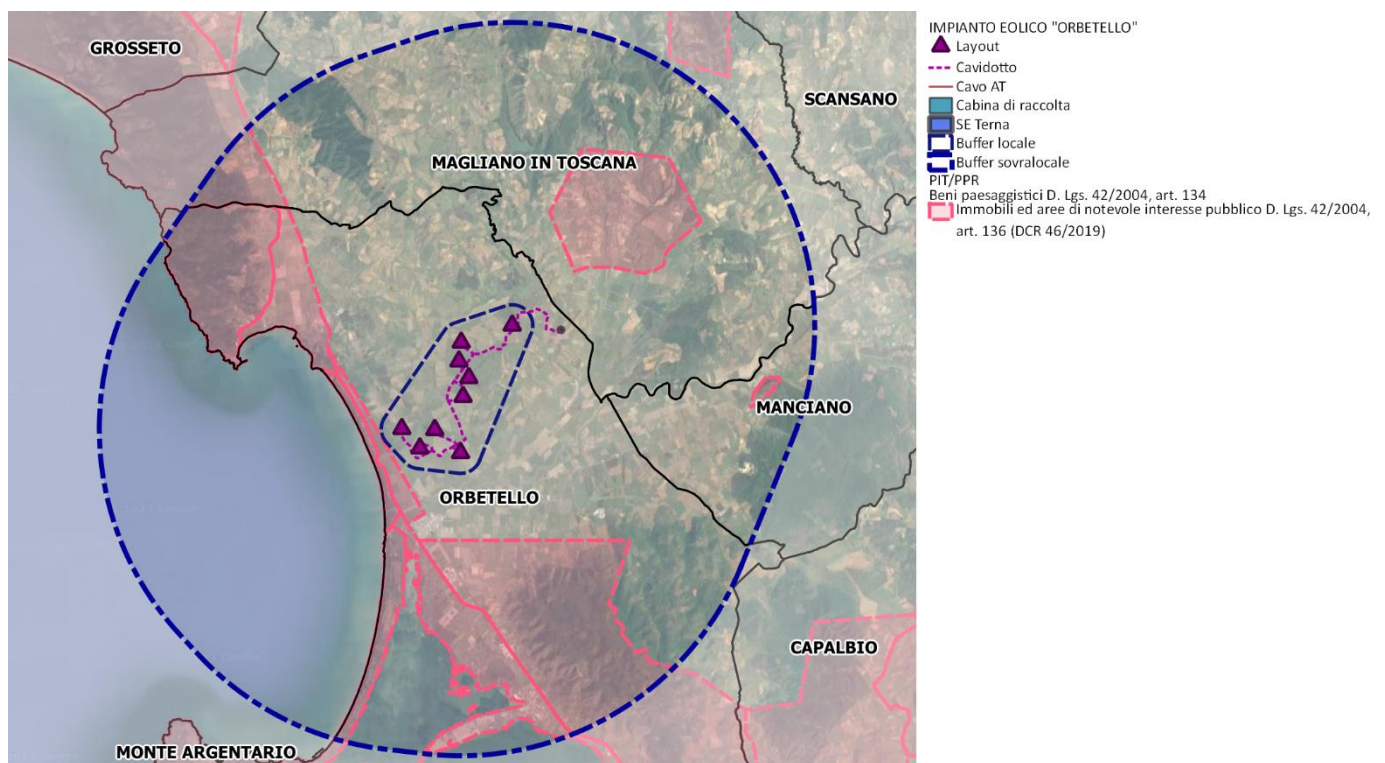 GROSSETO
SCANSANO
MAGLIANO IN TOSCANA
MANCIANO
ORBETELLO
CAPALBIO
MONTE ARGENTARIO
IMPIANTO EOLICO "ORBETELLO"
Layout
Cavidotto
Cavo AT
Cabina di raccolta
SE Terna
Buffer locale
Buffer sovralocale
PIT/PPR
Beni paesaggistici D. Lgs. 42/2004, art. 134
Immobili ed aree di notevole interesse pubblico D. Lgs. 42/2004,
art. 136 (DCR 46/2019)